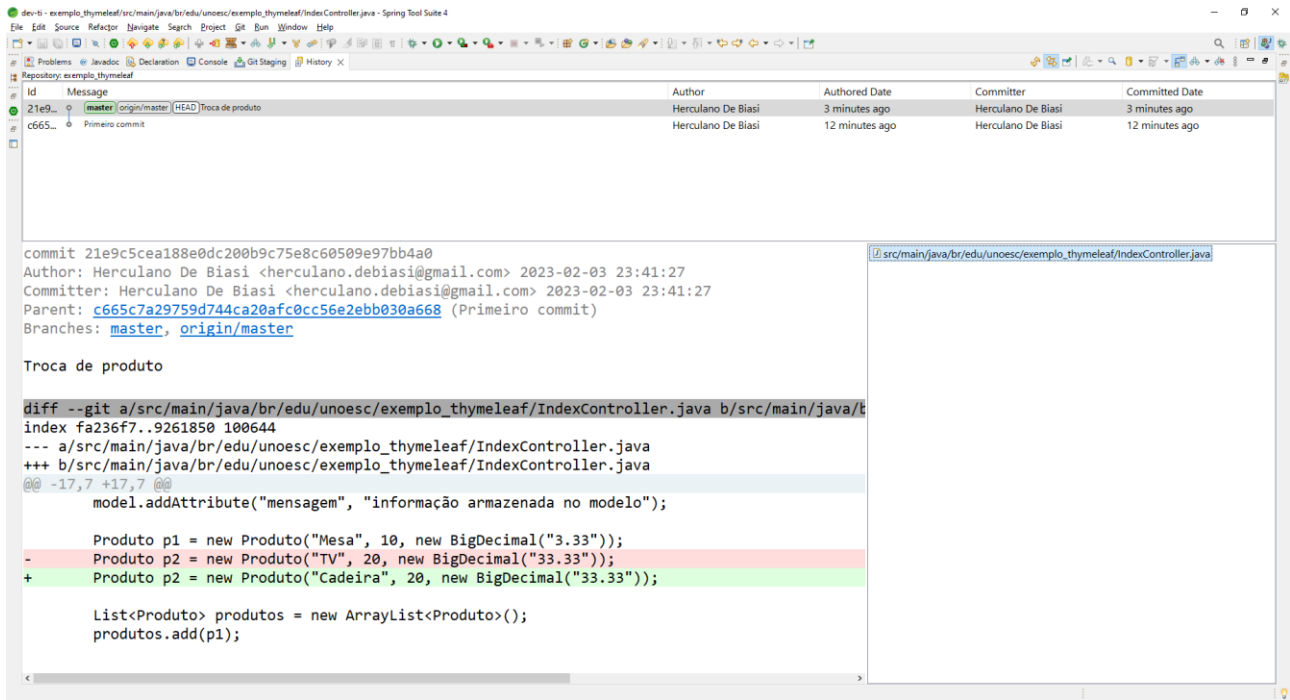 dev-ti - exemplo_thymeleaf/src/main/java/br/edu/unoesc/exemplo_thymeleaf/IndexController.java - Spring Tool Suite 4
File Edit Source Refactor Navigate Search Project Git Run Window Help
Problems Javadoc Declaration Console Git Staging History
Repository: exemplo_thymeleaf
Id Message Author Authored Date Committer Committed Date
21e9... master origin/master HEAD Troca de produto Herculano De Biasi 3 minutes ago Herculano De Biasi 3 minutes ago
c665... Primeiro commit Herculano De Biasi 12 minutes ago Herculano De Biasi 12 minutes ago
commit 21e9c5cea188e0dc200b9c75e8c60509e97bb4a0
Author: Herculano De Biasi <herculano.debiasi@gmail.com> 2023-02-03 23:41:27
Committer: Herculano De Biasi <herculano.debiasi@gmail.com> 2023-02-03 23:41:27
Parent: c665c7a29759d744ca20afc0cc56e2ebb030a668 (Primeiro commit)
Branches: master, origin/master
Troca de produto
diff --git a/src/main/java/br/edu/unoesc/exemplo_thymeleaf/IndexController.java b/src/main/java/b
index fa236f7..9261850 100644
--- a/src/main/java/br/edu/unoesc/exemplo_thymeleaf/IndexController.java
+++ b/src/main/java/br/edu/unoesc/exemplo_thymeleaf/IndexController.java
@@ -17,7 +17,7 @@
model.addAttribute("mensagem", "informação armazenada no modelo");
Produto p1 = new Produto("Mesa", 10, new BigDecimal("3.33"));
- Produto p2 = new Produto("TV", 20, new BigDecimal("33.33"));
+ Produto p2 = new Produto("Cadeira", 20, new BigDecimal("33.33"));
List<Produto> produtos = new ArrayList<Produto>();
produtos.add(p1);
src/main/java/br/edu/unoesc/exemplo_thymeleaf/IndexController.java